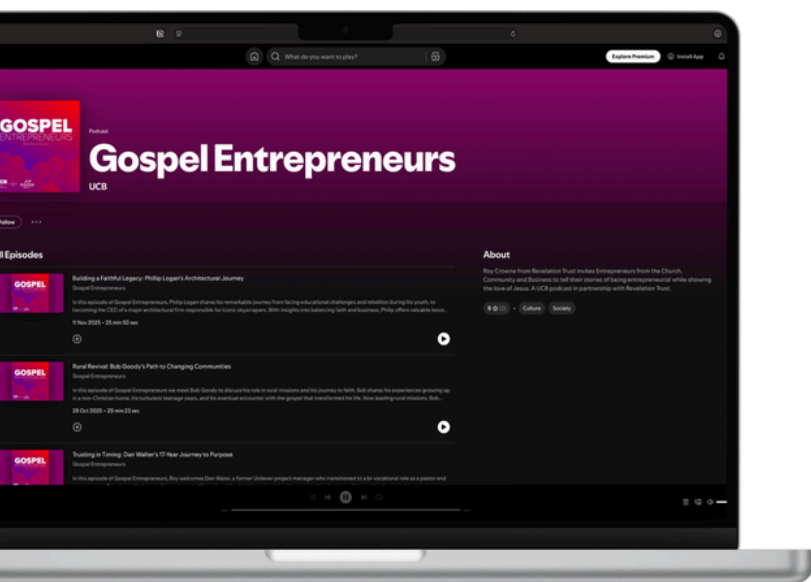 What do you want to play?
Explore Premium
Install App
GOSPEL
ENTREPRENEURS
Podcast
Gospel Entrepreneurs
UCB
Follow
l Episodes
About
Roy Crowne from Revelation Trust invites Entrepreneurs from the Church,
Community and Business to tell their stories of being entrepreneurial while showing
the love of Jesus. A UCB podcast in partnership with Revelation Trust.
5
(2)
Culture
Society
GOSPEL
Building a Faithful Legacy: Philip Logan's Architectural Journey
Gospel Entrepreneurs
In this episode of Gospel Entrepreneurs, Philip Logan shares his remarkable journey from facing educational challenges and rebellion during his youth, to
becoming the CEO of a major architectural firm responsible for iconic skyscrapers. With insights into balancing faith and business, Philip offers valuable lesso...
11 Nov 2025 • 25 min 50 sec
GOSPEL
Rural Revival: Bob Goody's Path to Changing Communities
Gospel Entrepreneurs
In this episode of Gospel Entrepreneurs we meet Bob Goody to discuss his role in rural missions and his journey to faith. Bob shares his experiences growing up
in a non-Christian home, his turbulent teenage years, and his eventual encounter with the gospel that transformed his life. Now leading rural missions, Bob...
28 Oct 2025 • 25 min 23 sec
GOSPEL
Trusting in Timing: Dan Walter's 17-Year Journey to Purpose
Gospel Entrepreneurs
In this episode of Gospel Entrepreneurs, Roy welcomes Dan Water, a former Unilever project manager who transitioned to a bi-vocational role as a pastor and